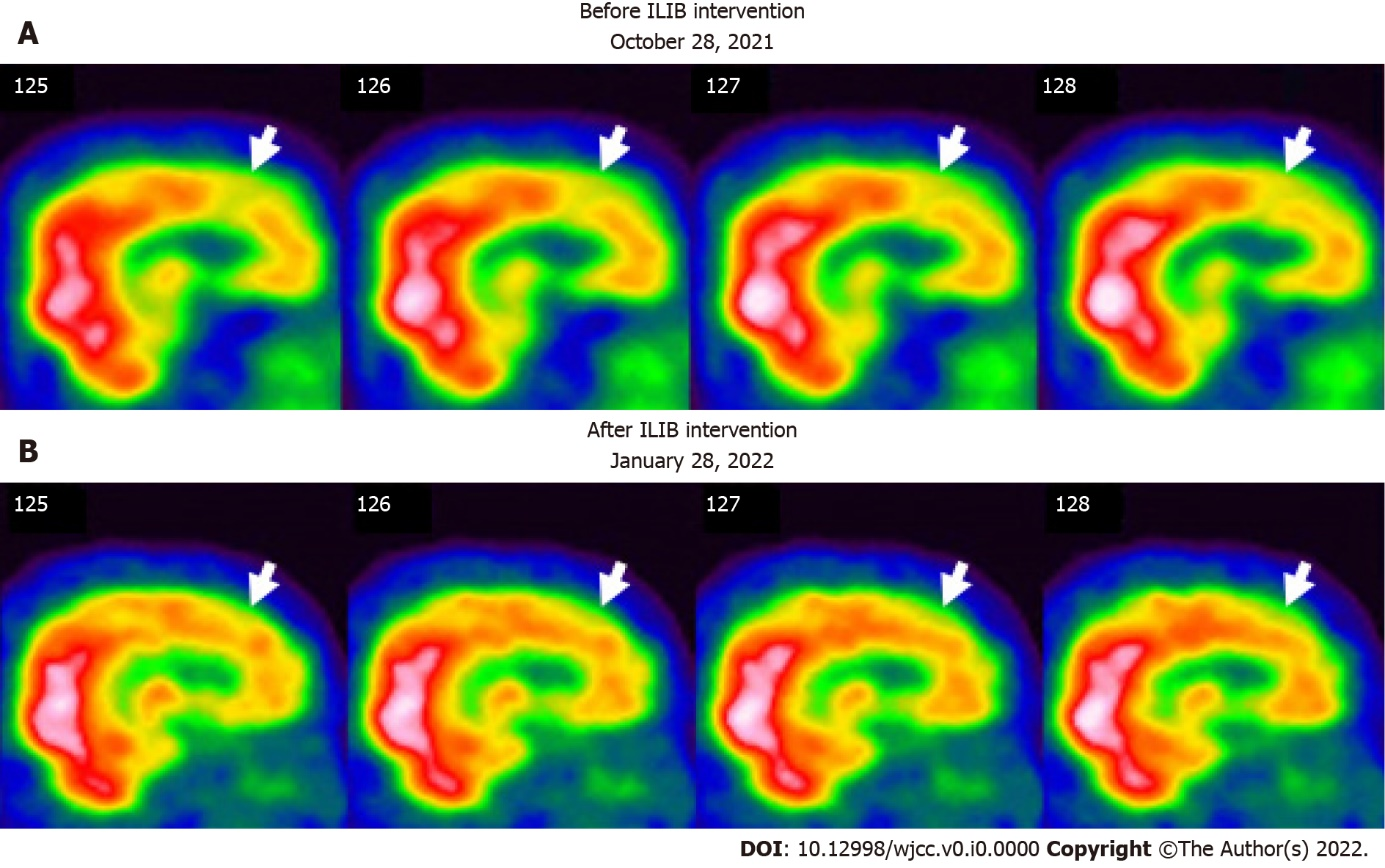 A
Before ILIB intervention
October 28, 2021
125 126 127 128
B
After ILIB intervention
January 28, 2022
125 126 127 128
DOI: 10.12998/wjcc.v0.i0.0000 Copyright ©The Author(s) 2022.